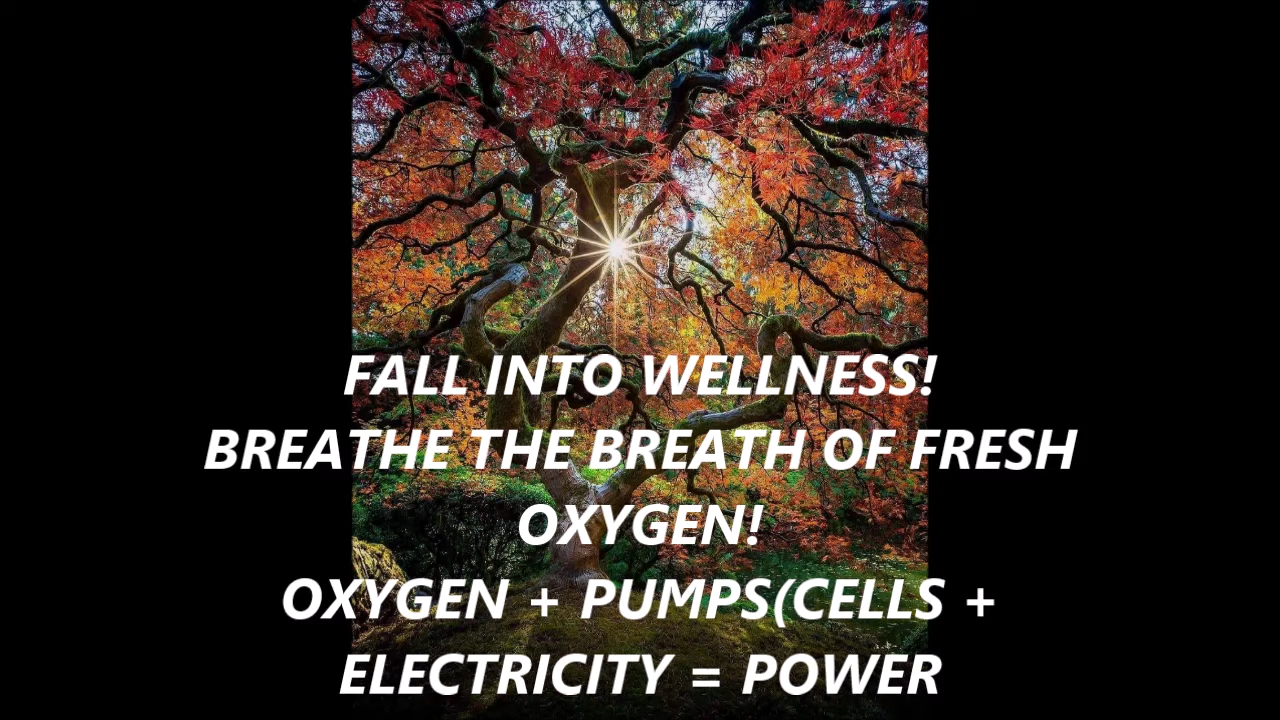 FALL INTO WELLNESS!
BREATHE THE BREATH OF FRESH
OXYGEN!
OXYGEN + PUMPS(CELLS +
ELECTRICITY = POWER